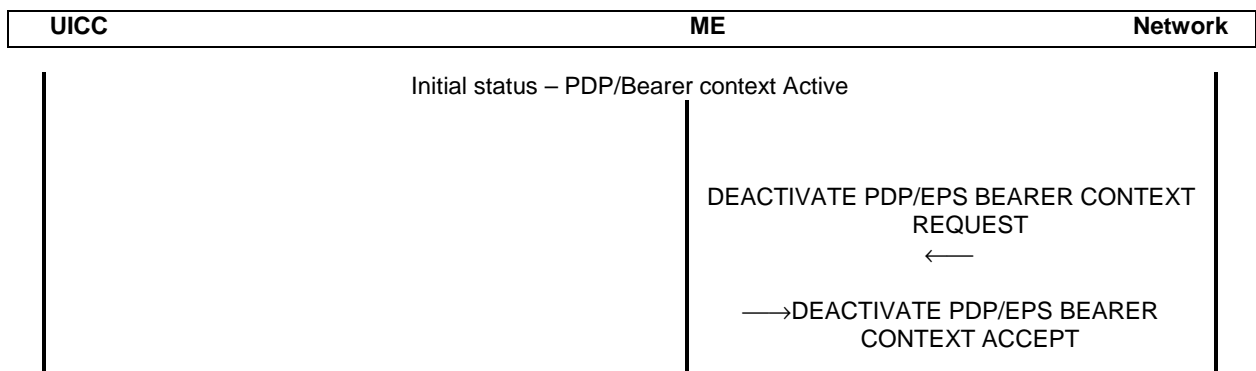 UICC ME Network
Initial status – PDP/Bearer context Active
DEACTIVATE PDP/EPS BEARER CONTEXT
REQUEST
←
→DEACTIVATE PDP/EPS BEARER
CONTEXT ACCEPT